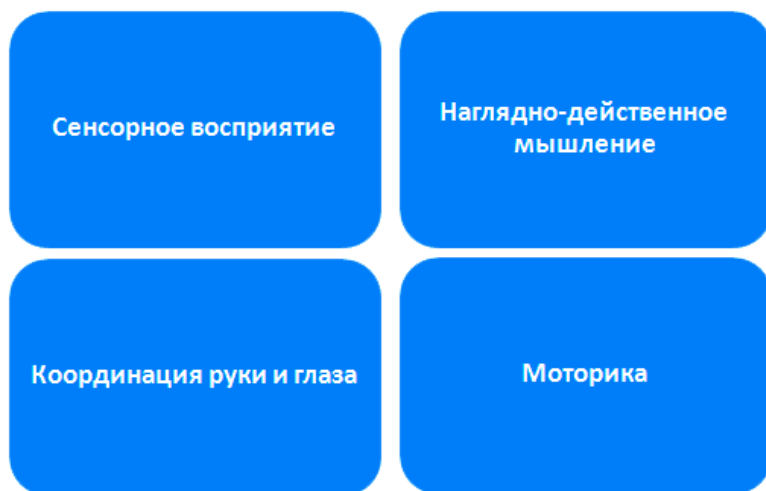 Сенсорное восприятие
Наглядно-действенное
мышление
Координация руки и глаза
Моторика